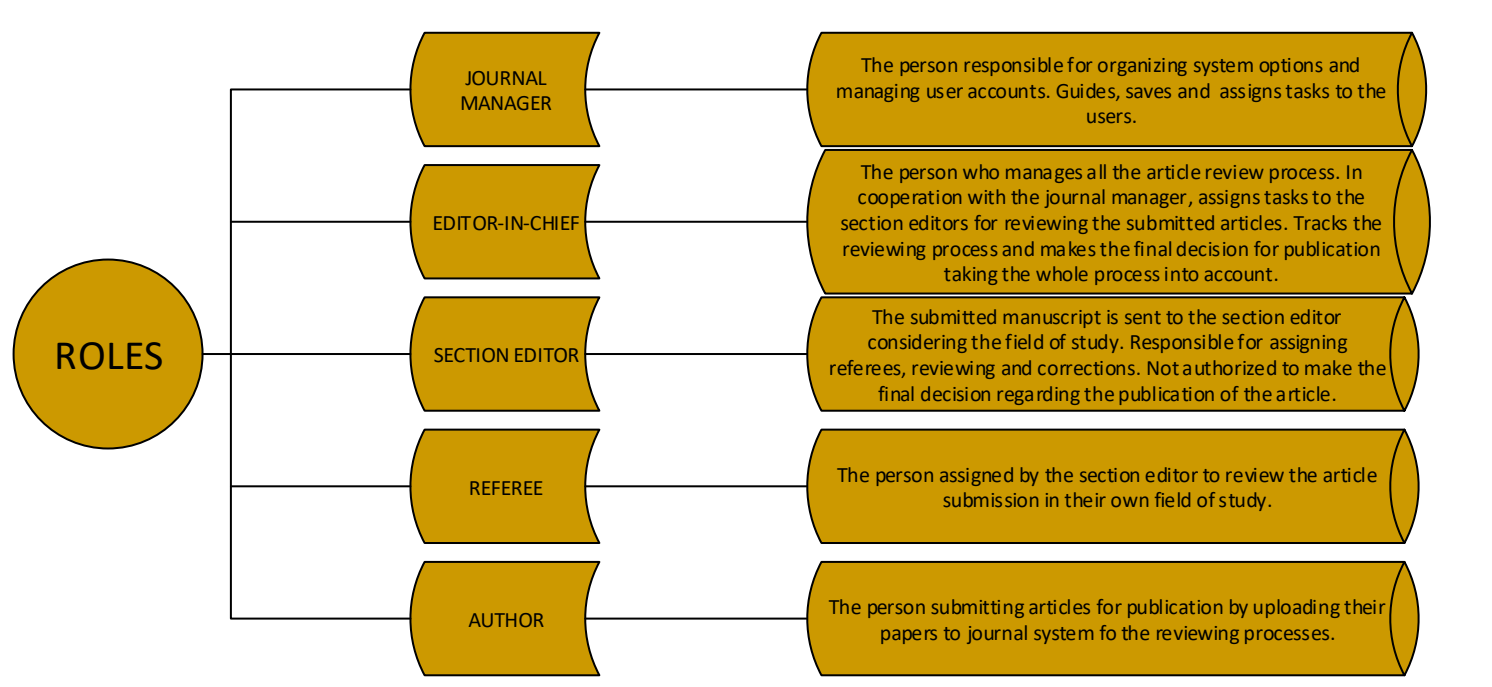 ROLES
JOURNAL
MANAGER
The person responsible for organizing system options and
managing user accounts. Guides, saves and assigns tasks to the
users.
EDITOR-IN-CHIEF
The person who manages all the article review process. In
cooperation with the journal manager, assigns tasks to the
section editors for reviewing the submitted articles. Tracks the
reviewing process and makes the final decision for publication
taking the whole process into account.
SECTION EDITOR
The submitted manuscript is sent to the section editor
considering the field of study. Responsible for assigning
referees, reviewing and corrections. Not authorized to make the
final decision regarding the publication of the article.
REFEREE
The person assigned by the section editor to review the article
submission in their own field of study.
AUTHOR
The person submitting articles for publication by uploading their
papers to journal system fo the reviewing processes.